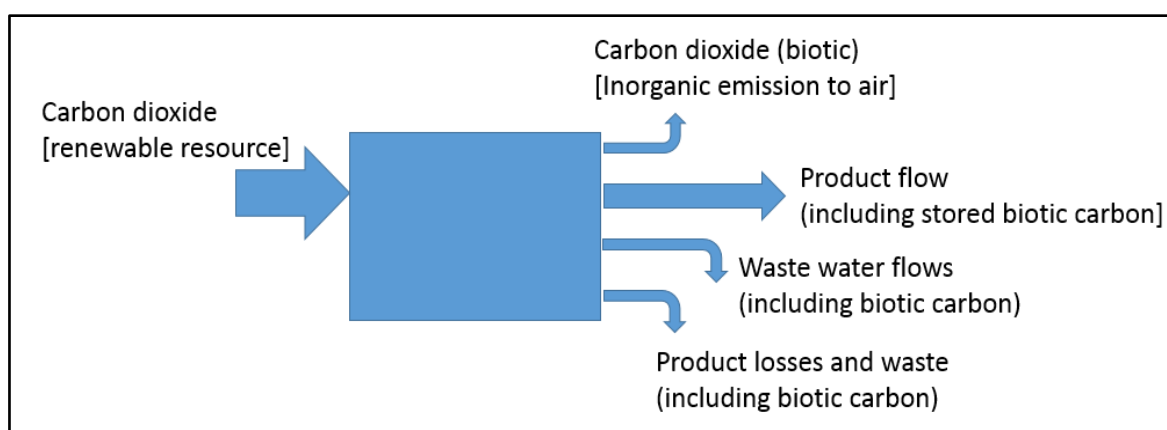 Carbon dioxide (biotic)
[Inorganic emission to air]
Carbon dioxide
[renewable resource]
Product flow
(including stored biotic carbon]
Waste water flows
(including biotic carbon)
Product losses and waste
(including biotic carbon)